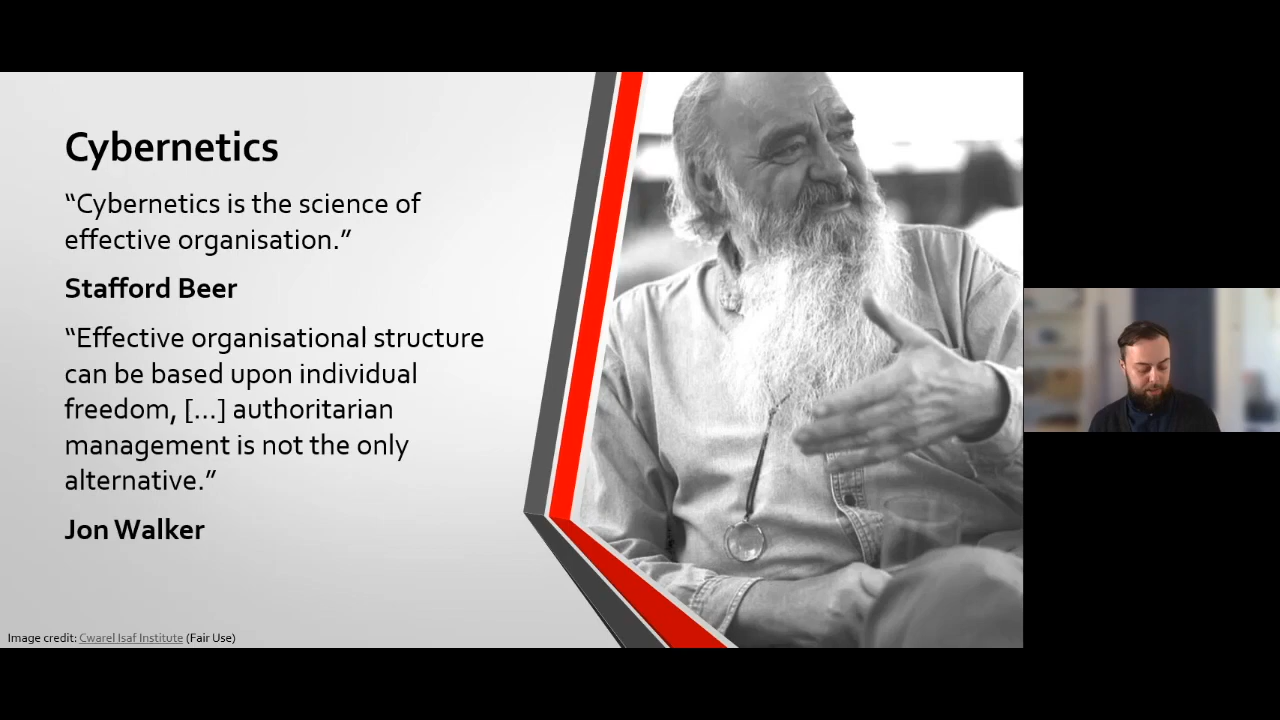 Cybernetics
“Cybernetics is the science of
effective organisation.”
Stafford Beer
“Effective organisational structure
can be based upon individual
freedom, [...] authoritarian
management is not the only
alternative.”
Jon Walker
Image credit: Cwarel Isaf Institute (Fair Use)